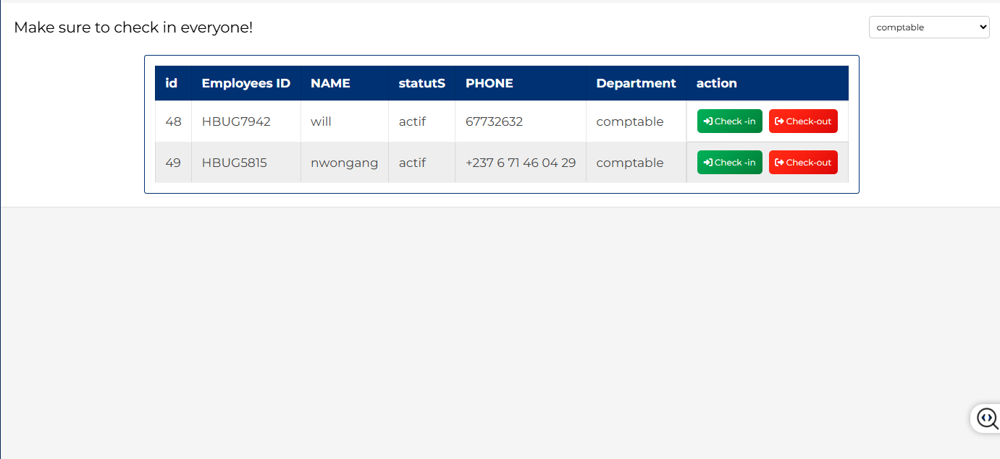 Make sure to check in everyone!
comptable
id Employees ID NAME statutS PHONE Department action
48 HBUG7942 will actif 67732632 comptable Check -in Check-out
49 HBUG5815 nwongang actif +237 6 71 46 04 29 comptable Check -in Check-out